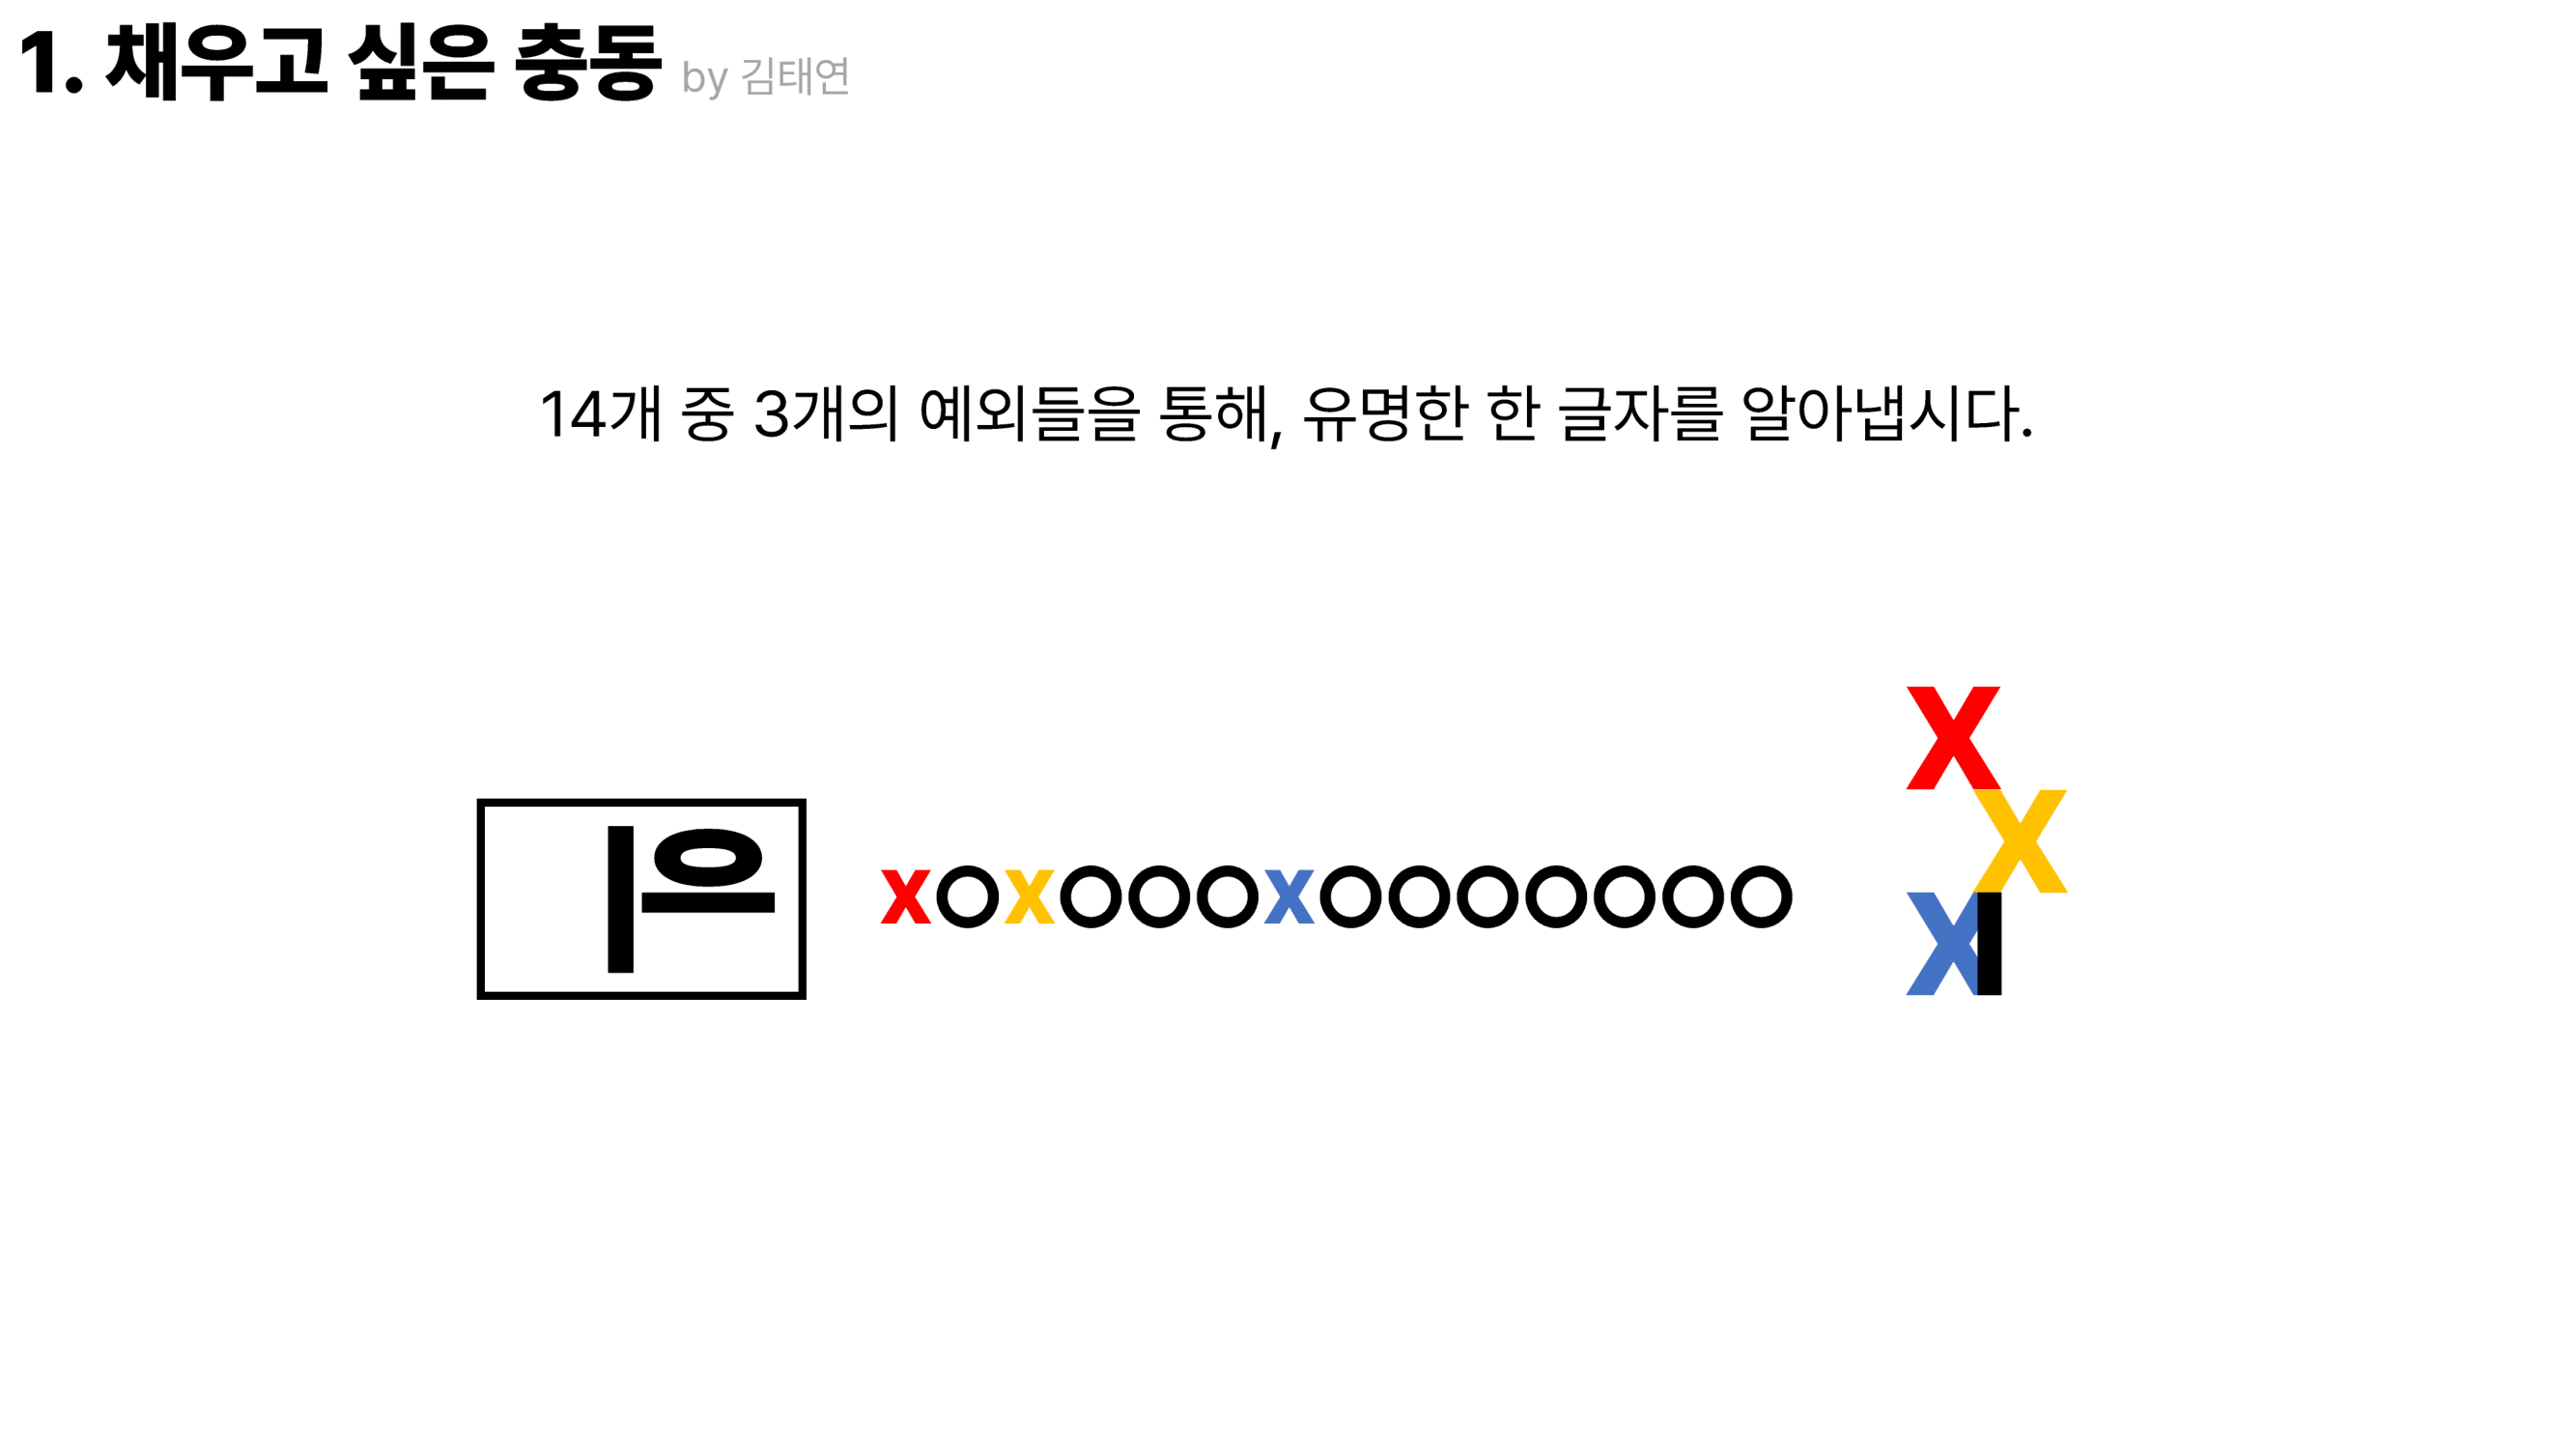 1. 채우고 싶은 충동 by 김태연
14개 중 3개의 예외들을 통해, 유명한 한 글자를 알아냅시다.
X
X
ㅣ으 XOXOOOXOOOOOOO
XI